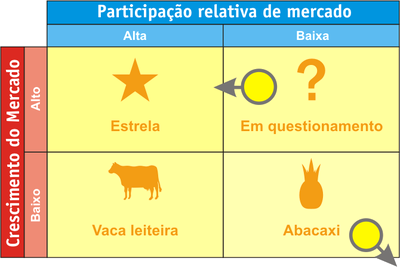 Participação relativa de mercado
Alta
Baixa
Crescimento do Mercado
Alto
Estrela
?
Em questionamento
Baixo
Vaca leiteira
Abacaxi